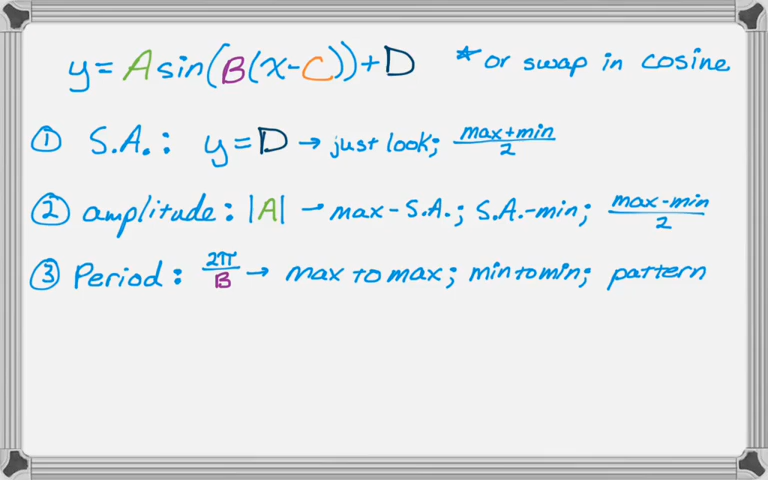 y = A sin(B(x-C)) + D *or swap in cosine
① S.A.: y = D → just look; max+min/2
② amplitude: |A| → max - S.A.; S.A. - min; max-min/2
③ Period: 2π/B → max to max; min to min; pattern